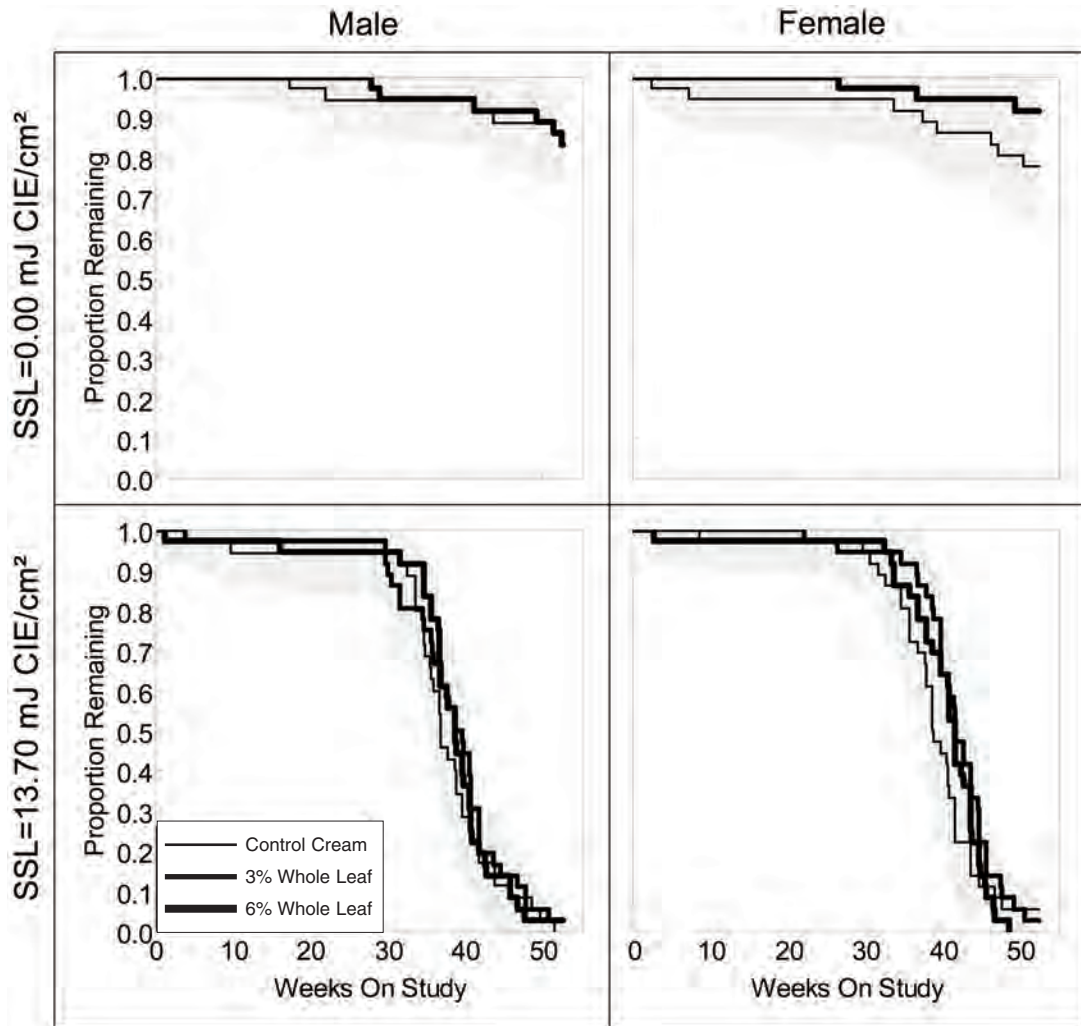 Male
Female
SSL=0.00 mJ CIE/cm²
Proportion Remaining
1.0
0.9
0.8
0.7
0.6
0.5
0.4
0.3
0.2
0.1
0.0
SSL=13.70 mJ CIE/cm²
Proportion Remaining
1.0
0.9
0.8
0.7
0.6
0.5
0.4
0.3
0.2
0.1
0.0
Control Cream
3% Whole Leaf
6% Whole Leaf
0 10 20 30 40 50
Weeks On Study
0 10 20 30 40 50
Weeks On Study